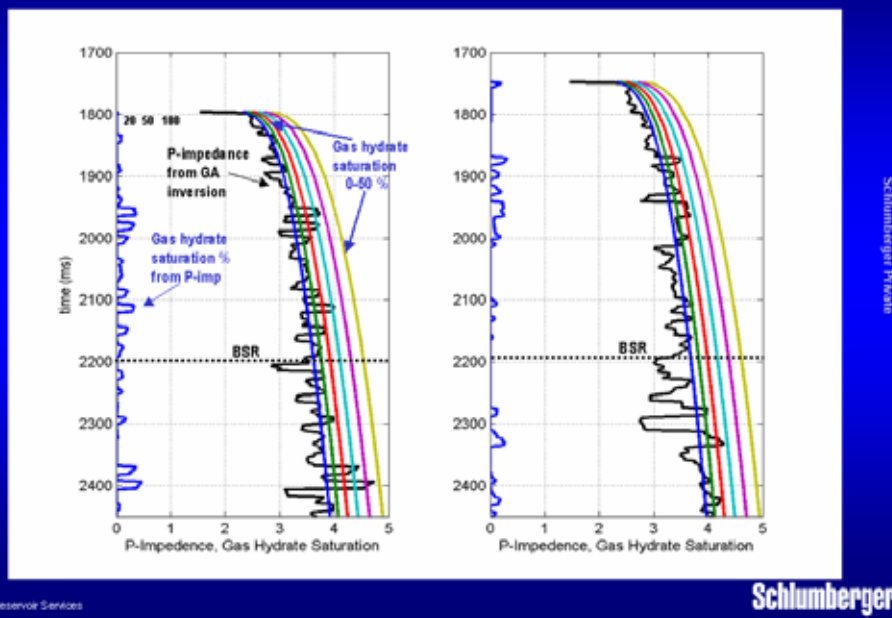 1700
1800
1900
2000
2100
2200
2300
2400
time (ms)
20 50 100
P-impedance
from GA
inversion
Gas hydrate
saturation
0-50 %
Gas hydrate
saturation %
from P-imp
BSR
0 1 2 3 4 5
P-Impedence, Gas Hydrate Saturation
1700
1800
1900
2000
2100
2200
2300
2400
BSR
0 1 2 3 4 5
P-Impedence, Gas Hydrate Saturation
Schlumberger Private
eservoir Services
Schlumberger